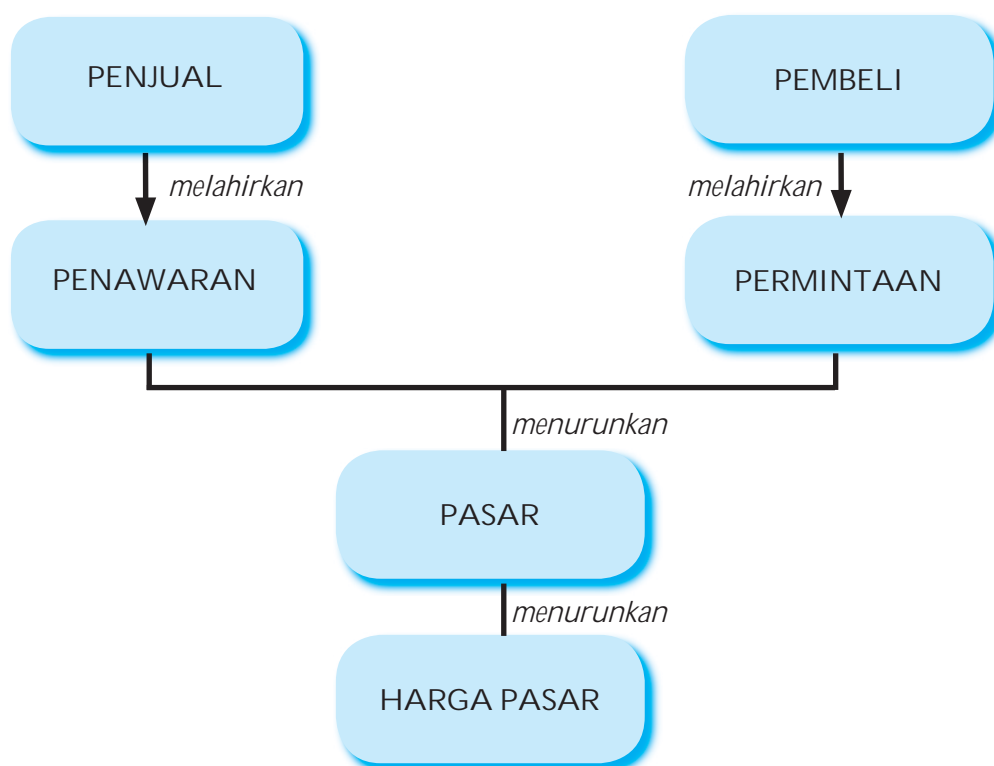 PENJUAL
PEMBELI
melahirkan
melahirkan
PENAWARAN
PERMINTAAN
menurunkan
PASAR
menurunkan
HARGA PASAR